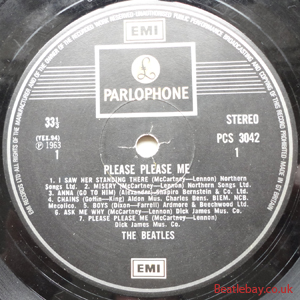 EMI
PARLOPHONE
33⅓
STEREO
(YEX.94)
℗ 1963
PCS 3042
1
1
PLEASE PLEASE ME
1. I SAW HER STANDING THERE (McCartney—Lennon) Northern
Songs Ltd. 2. MISERY (McCartney—Lennon) Northern Songs Ltd.
3. ANNA (GO TO HIM) (Alexander) Shapiro Bernstein & Co. Ltd.
4. CHAINS (Goffin—King) Aldon Music, Charles Bens. BIEM. NCB.
Mecolico. 5. BOYS (Dixon—Farrell) Ardmore & Beechwood Ltd.
6. ASK ME WHY (McCartney—Lennon) Dick James Mus. Co.
7. PLEASE PLEASE ME (McCartney—Lennon)
Dick James Mus. Co.
THE BEATLES
EMI
Beatlebay.co.uk